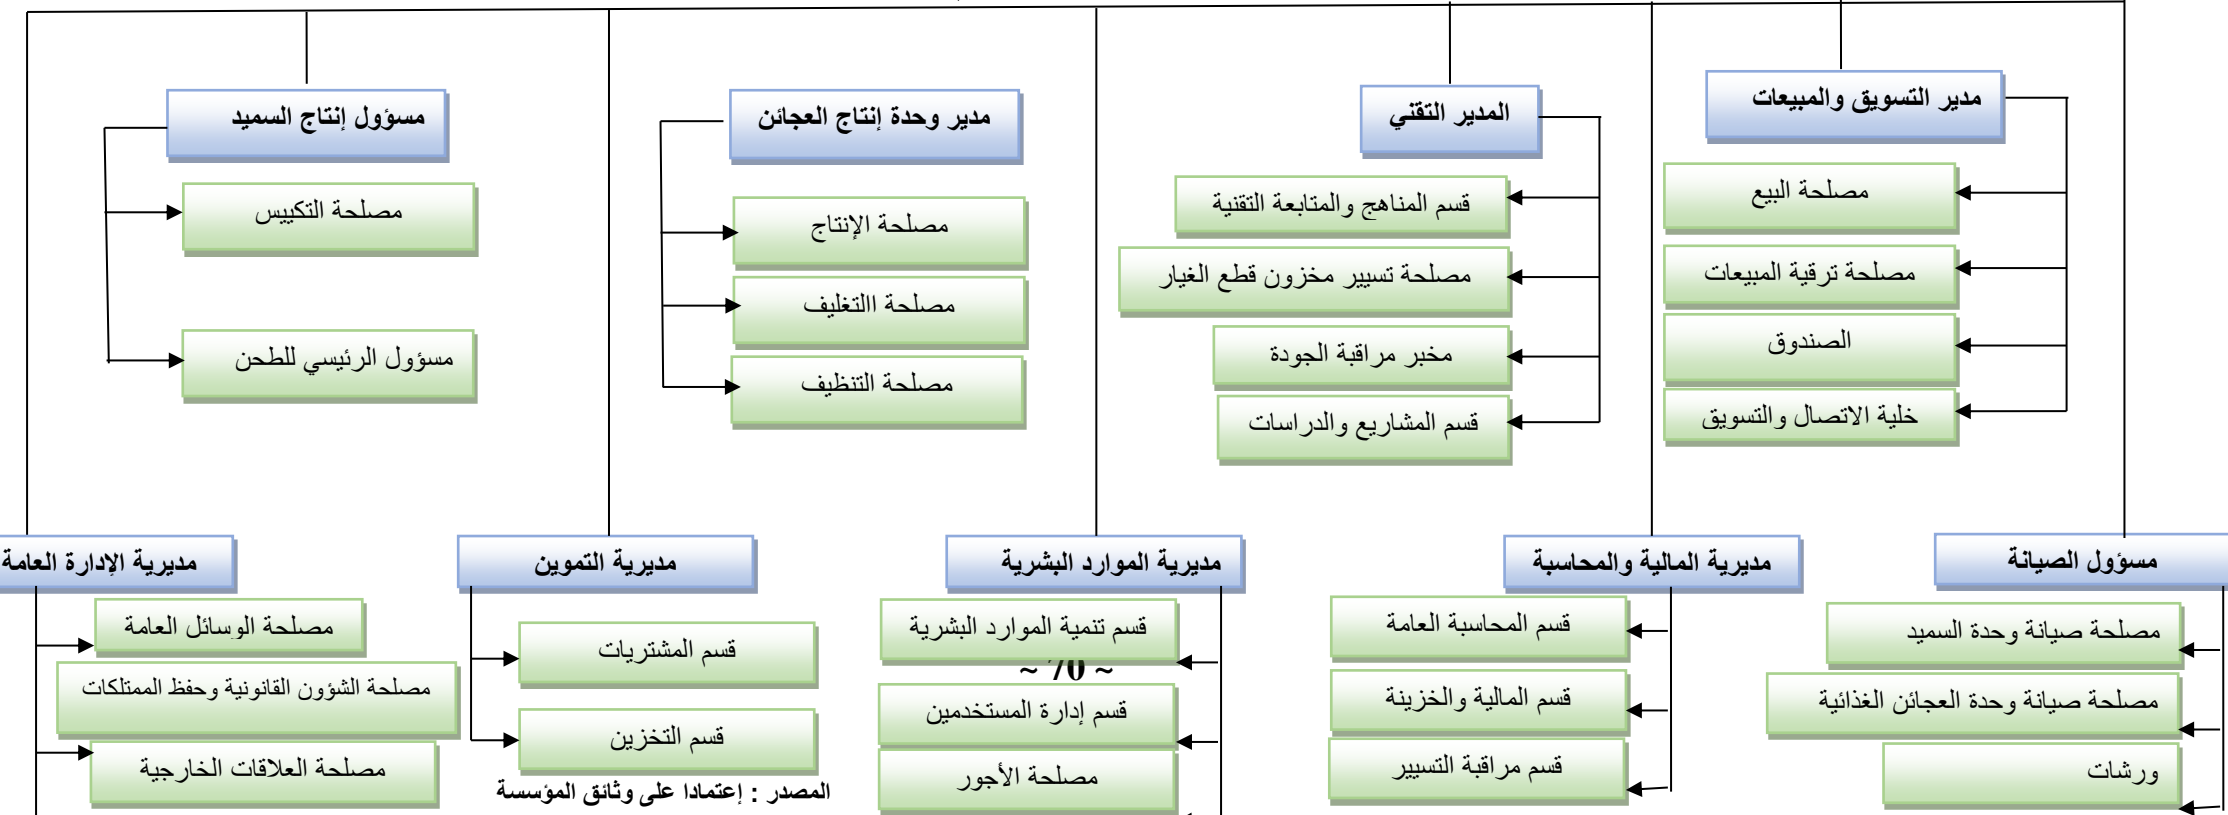 مدير التسويق والمبيعات
مصلحة البيع
مصلحة ترقية المبيعات
الصندوق
خلية الاتصال والتسويق
المدير التقني
قسم المناهج والمتابعة التقنية
مصلحة تسيير مخزون قطع الغيار
مخبر مراقبة الجودة
قسم المشاريع والدراسات
مدير وحدة إنتاج العجائن
مصلحة الإنتاج
مصلحة االتغليف
مصلحة التنظيف
مسؤول إنتاج السميد
مصلحة التكييس
مسؤول الرئيسي للطحن
مسؤول الصيانة
مصلحة صيانة وحدة السميد
مصلحة صيانة وحدة العجائن الغذائية
ورشات
مديرية المالية والمحاسبة
قسم المحاسبة العامة
قسم المالية والخزينة
قسم مراقبة التسيير
مديرية الموارد البشرية
قسم تنمية الموارد البشرية
~ 70 ~
قسم إدارة المستخدمين
مصلحة الأجور
مديرية التموين
قسم المشتريات
قسم التخزين
المصدر : إعتمادا على وثائق المؤسسة
مديرية الإدارة العامة
مصلحة الوسائل العامة
مصلحة الشؤون القانونية وحفظ الممتلكات
مصلحة العلاقات الخارجية